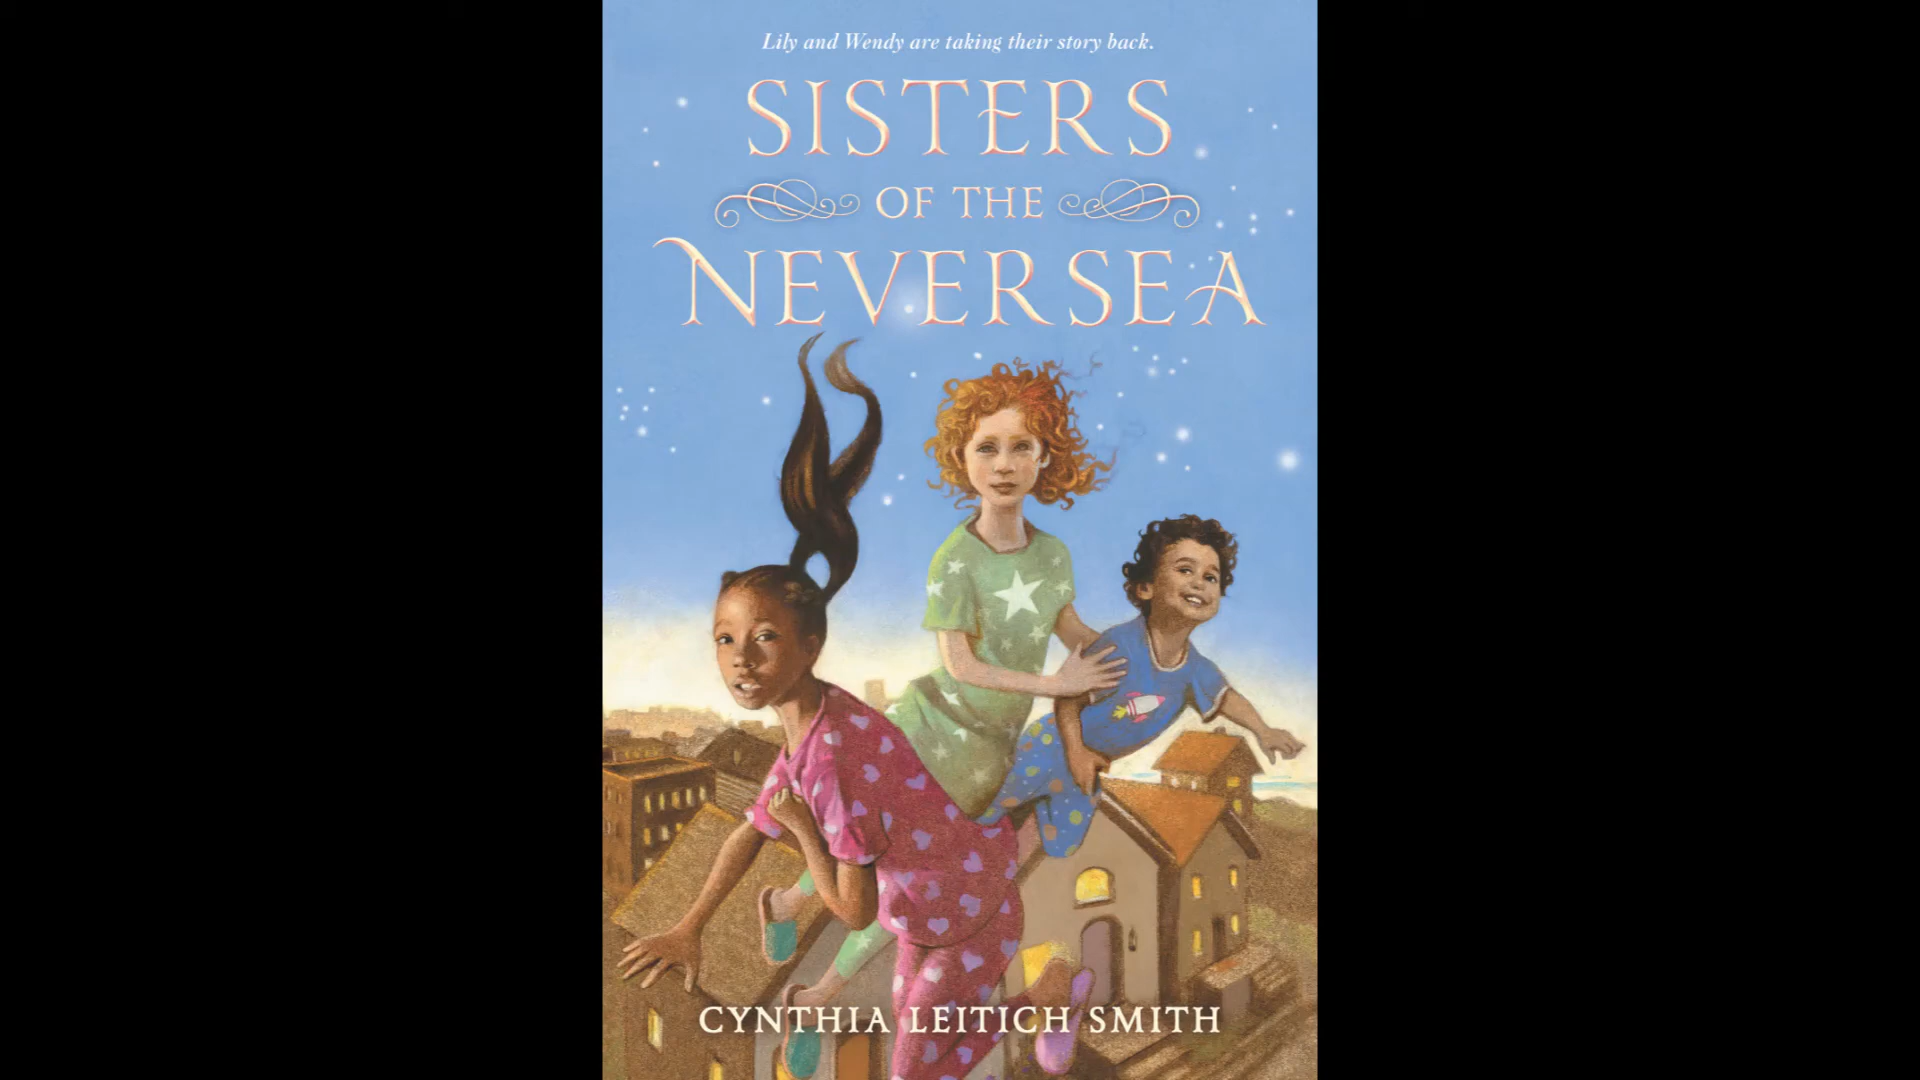 Lily and Wendy are taking their story back.
SISTERS
OF THE
NEVERSEA
CYNTHIA LEITICH SMITH